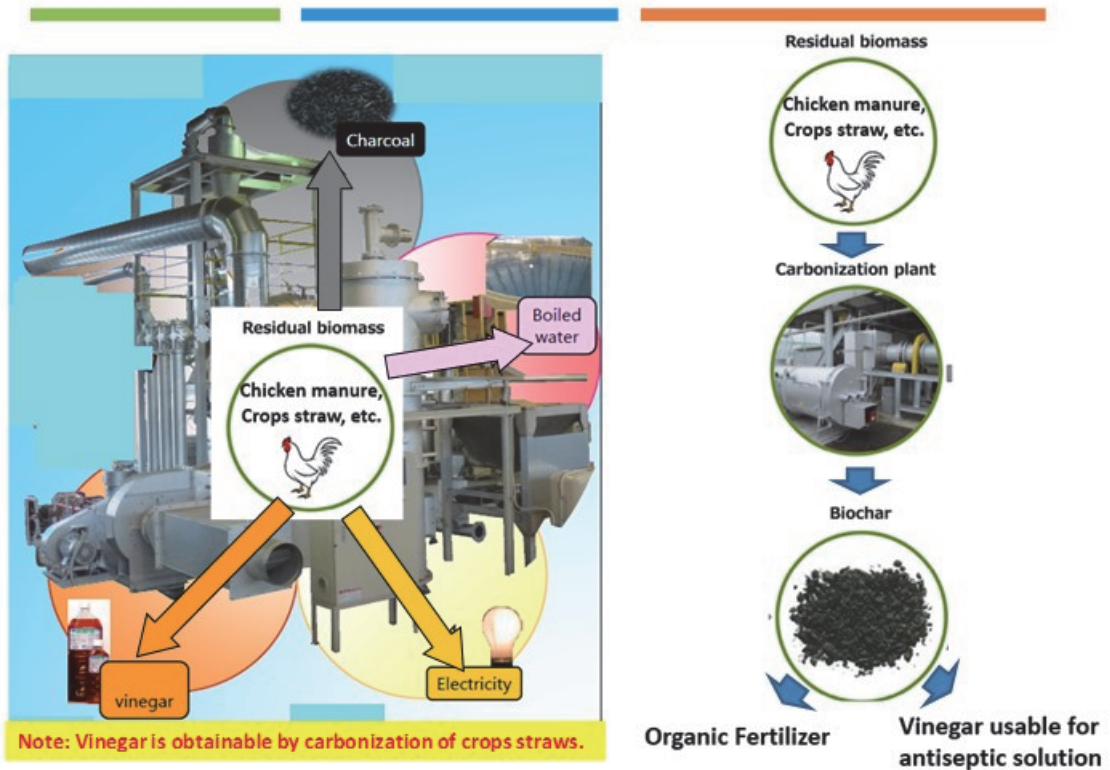 Charcoal
Boiled
water
Residual biomass
Chicken manure,
Crops straw, etc.
vinegar
Electricity
Note: Vinegar is obtainable by carbonization of crops straws.
Residual biomass
Chicken manure,
Crops straw, etc.
Carbonization plant
Biochar
Organic Fertilizer
Vinegar usable for
antiseptic solution